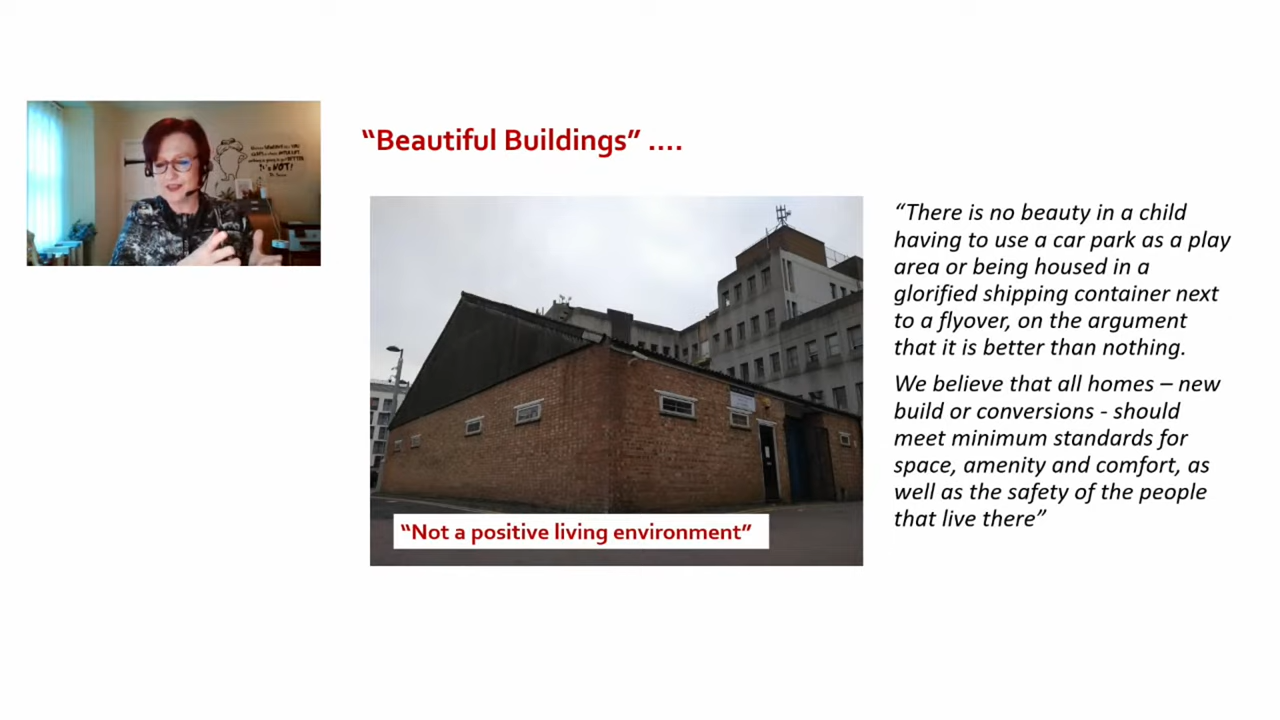 “Beautiful Buildings” ....
“There is no beauty in a child
having to use a car park as a play
area or being housed in a
glorified shipping container next
to a flyover, on the argument
that it is better than nothing.
We believe that all homes – new
build or conversions - should
meet minimum standards for
space, amenity and comfort, as
well as the safety of the people
that live there”
“Not a positive living environment”
It's NOT!